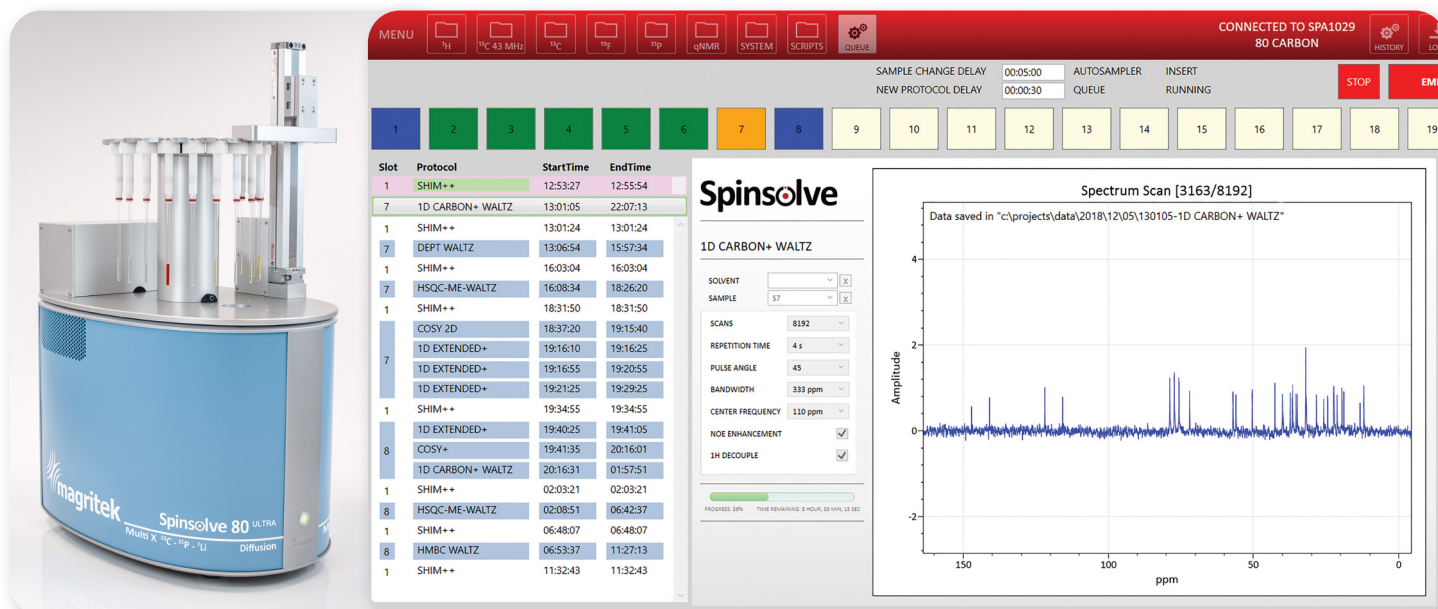 magritek
Spinsolve 80 ULTRA
Multi X ¹³C - ³¹P - ⁷Li
Diffusion
MENU
¹H
¹³C 43 MHz
¹³C
¹⁹F
³¹P
qNMR
SYSTEM
SCRIPTS
QUEUE
CONNECTED TO SPA1029
80 CARBON
HISTORY
SAMPLE CHANGE DELAY 00:05:00 AUTOSAMPLER INSERT
NEW PROTOCOL DELAY 00:00:30 QUEUE RUNNING
STOP
1 2 3 4 5 6 7 8 9 10 11 12 13 14 15 16 17 18 19
Slot Protocol StartTime EndTime
1 SHIM++ 12:53:27 12:55:54
7 1D CARBON+ WALTZ 13:01:05 22:07:13
1 SHIM++ 13:01:24 13:01:24
7 DEPT WALTZ 13:06:54 15:57:34
1 SHIM++ 16:03:04 16:03:04
7 HSQC-ME-WALTZ 16:08:34 18:26:20
1 SHIM++ 18:31:50 18:31:50
COSY 2D 18:37:20 19:15:40
1D EXTENDED+ 19:16:10 19:16:25
7
1D EXTENDED+ 19:16:55 19:20:55
1D EXTENDED+ 19:21:25 19:29:25
1 SHIM++ 19:34:55 19:34:55
1D EXTENDED+ 19:40:25 19:41:05
8 COSY+ 19:41:35 20:16:01
1D CARBON+ WALTZ 20:16:31 01:57:51
1 SHIM++ 02:03:21 02:03:21
8 HSQC-ME-WALTZ 02:08:51 06:42:37
1 SHIM++ 06:48:07 06:48:07
8 HMBC WALTZ 06:53:37 11:27:13
1 SHIM++ 11:32:43 11:32:43
Spinsolve
1D CARBON+ WALTZ
SOLVENT X
SAMPLE 57 X
SCANS 8192
REPETITION TIME 4 s
PULSE ANGLE 45
BANDWIDTH 333 ppm
CENTER FREQUENCY 110 ppm
NOE ENHANCEMENT
1H DECOUPLE
PROGRESS: 38% TIME REMAINING: 5 HOUR, 35 MIN, 13 SEC
Spectrum Scan [3163/8192]
Data saved in "c:\projects\data\2018\12\05\130105-1D CARBON+ WALTZ"
Amplitude
4
2
0
-2
150 100 50 0
ppm